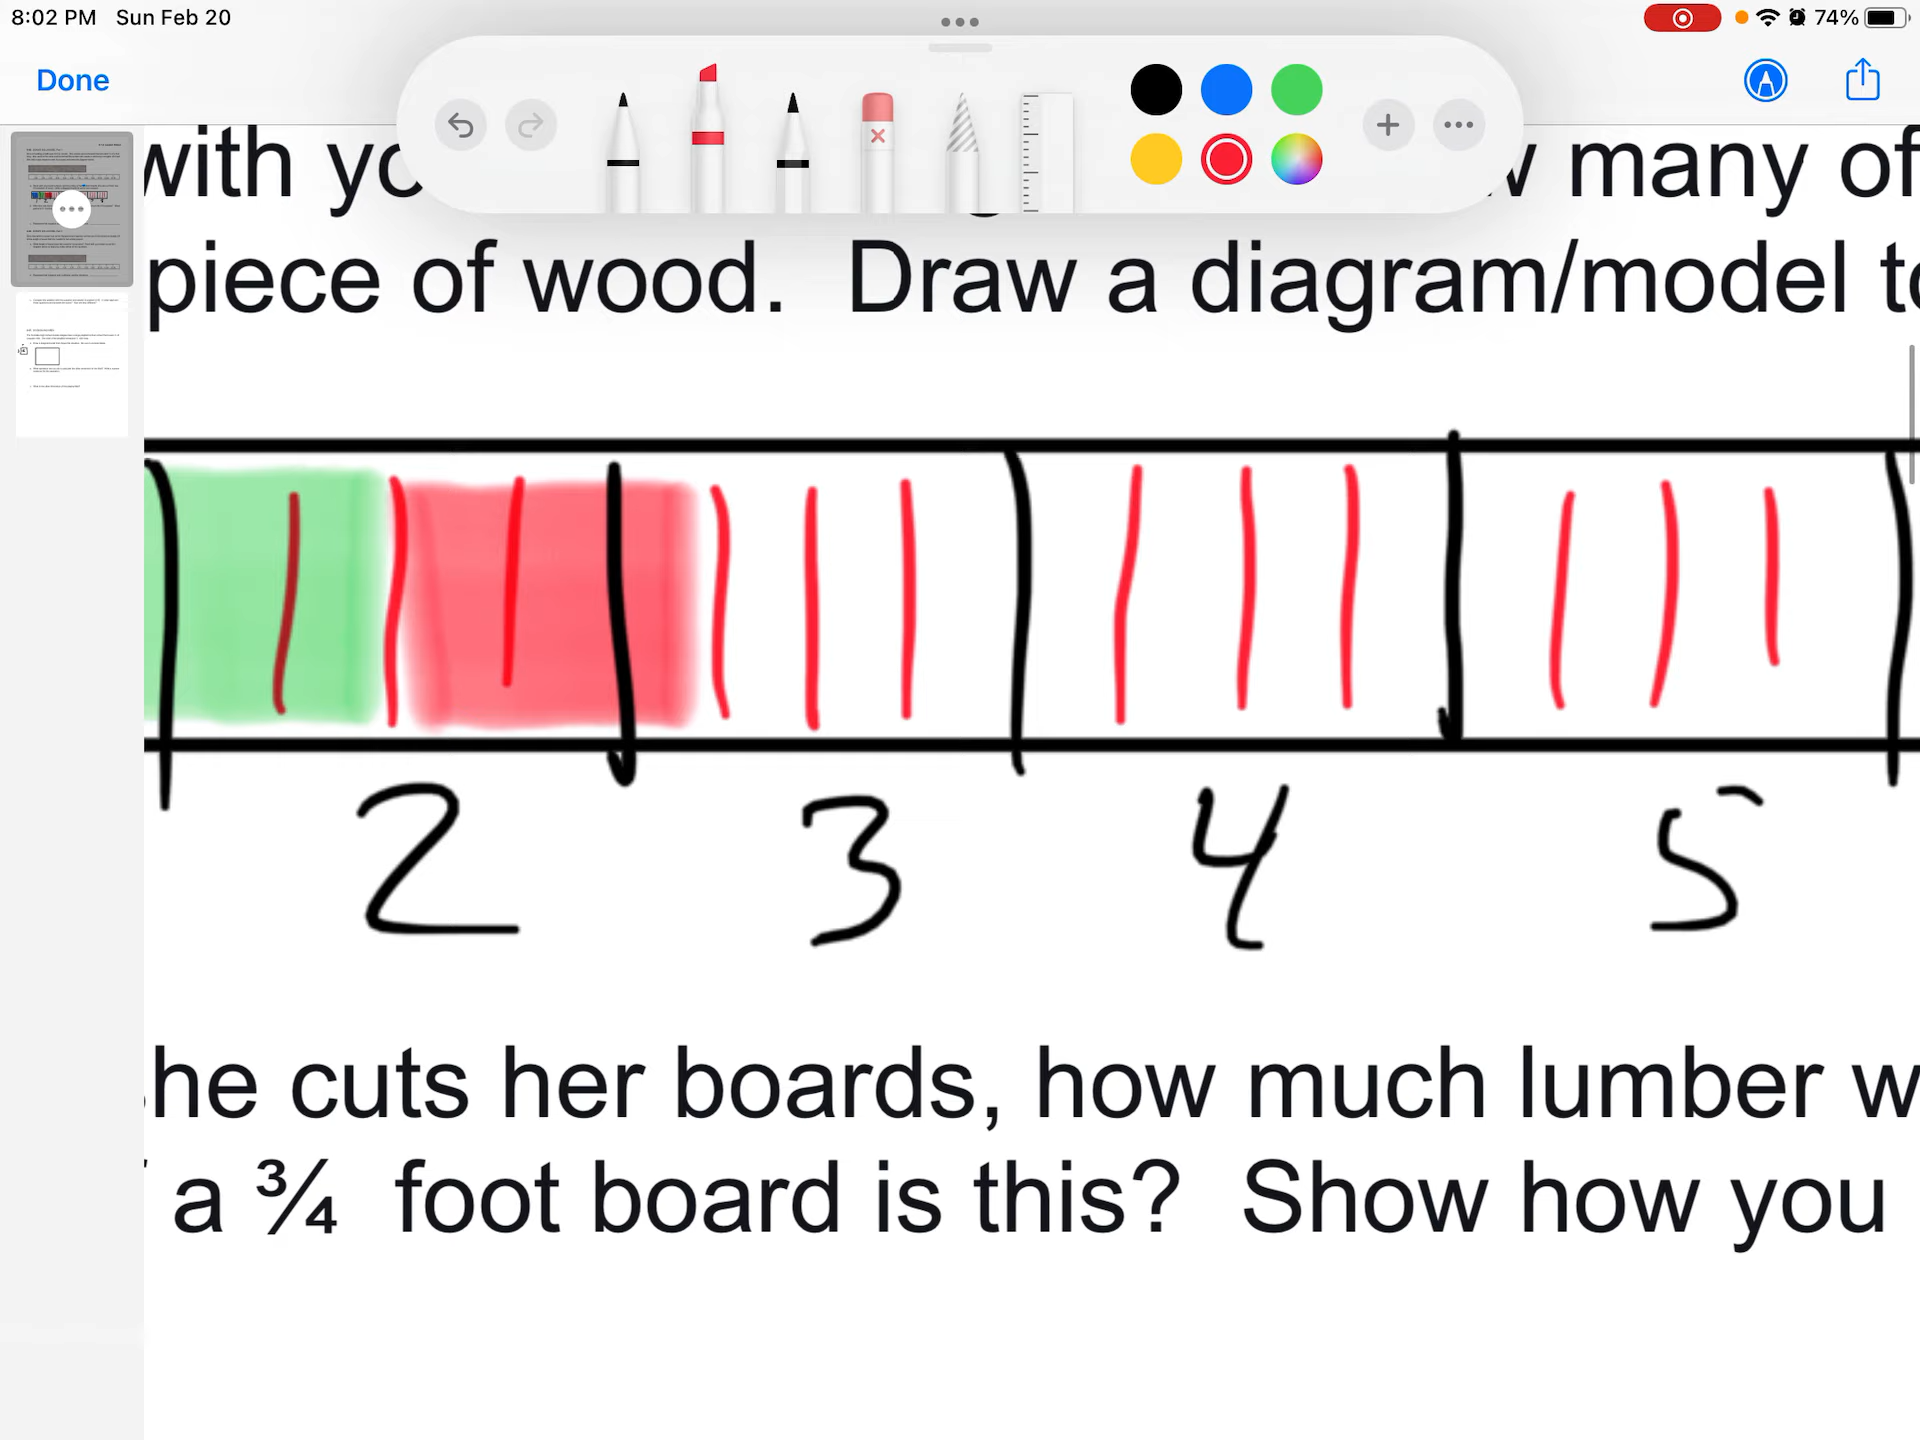 8:02 PM Sun Feb 20
74%
Done
with yo
many of
piece of wood. Draw a diagram/model to
2 3 4 5
he cuts her boards, how much lumber w
a ¾ foot board is this? Show how you